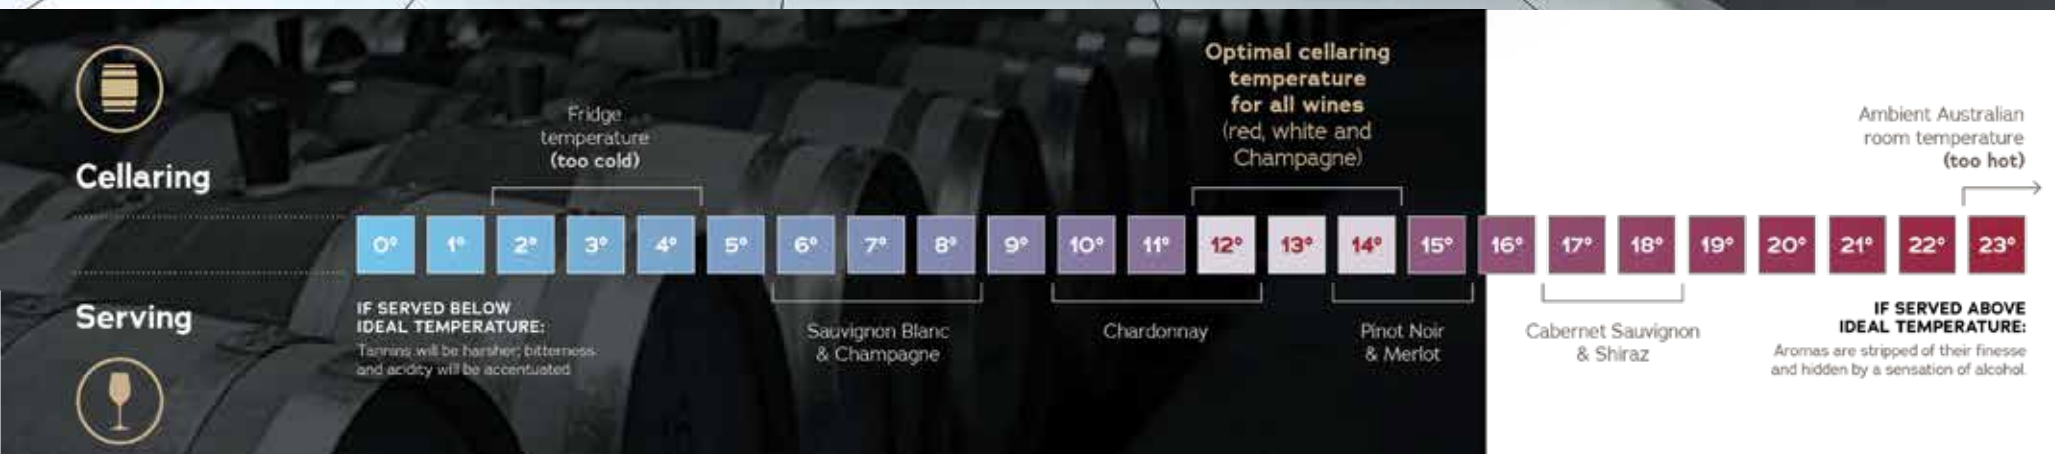 Optimal cellaring
temperature
for all wines
(red, white and
Champagne)
Fridge
temperature
(too cold)
Ambient Australian
room temperature
(too hot)
Cellaring
0° 1° 2° 3° 4° 5° 6° 7° 8° 9° 10° 11° 12° 13° 14° 15° 16° 17° 18° 19° 20° 21° 22° 23°
Serving
IF SERVED BELOW
IDEAL TEMPERATURE:
Tannins will be harsher; bitterness
and acidity will be accentuated
Sauvignon Blanc
& Champagne
Chardonnay
Pinot Noir
& Merlot
Cabernet Sauvignon
& Shiraz
IF SERVED ABOVE
IDEAL TEMPERATURE:
Aromas are stripped of their finesse
and hidden by a sensation of alcohol.